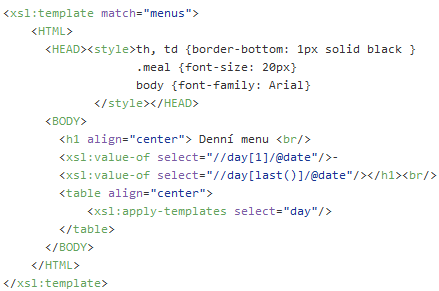 <xsl:template match="menus">
<HTML>
<HEAD><style>th, td {border-bottom: 1px solid black }
.meal {font-size: 20px}
body {font-family: Arial}
</style></HEAD>
<BODY>
<h1 align="center"> Denní menu <br/>
<xsl:value-of select="//day[1]/@date"/>-
<xsl:value-of select="//day[last()]/@date"/></h1><br/>
<table align="center">
<xsl:apply-templates select="day"/>
</table>
</BODY>
</HTML>
</xsl:template>